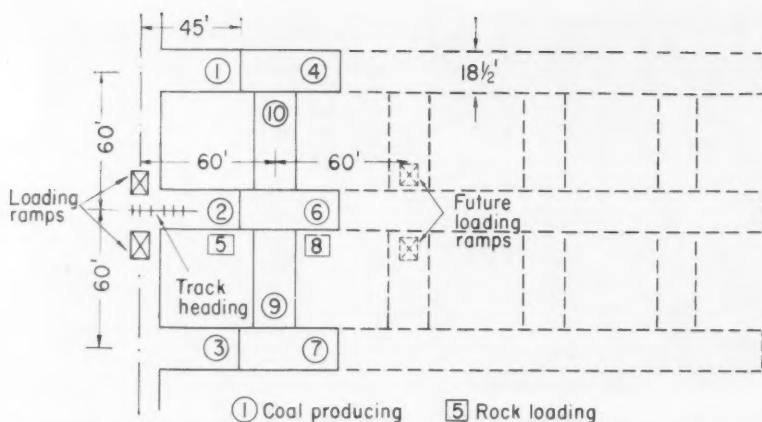 45'
① ④
18½'
60'
⑩
60' 60'
Loading ramps
② ⑥
Future loading ramps
5 8
Track heading
60'
⑨
③ ⑦
① Coal producing 5 Rock loading